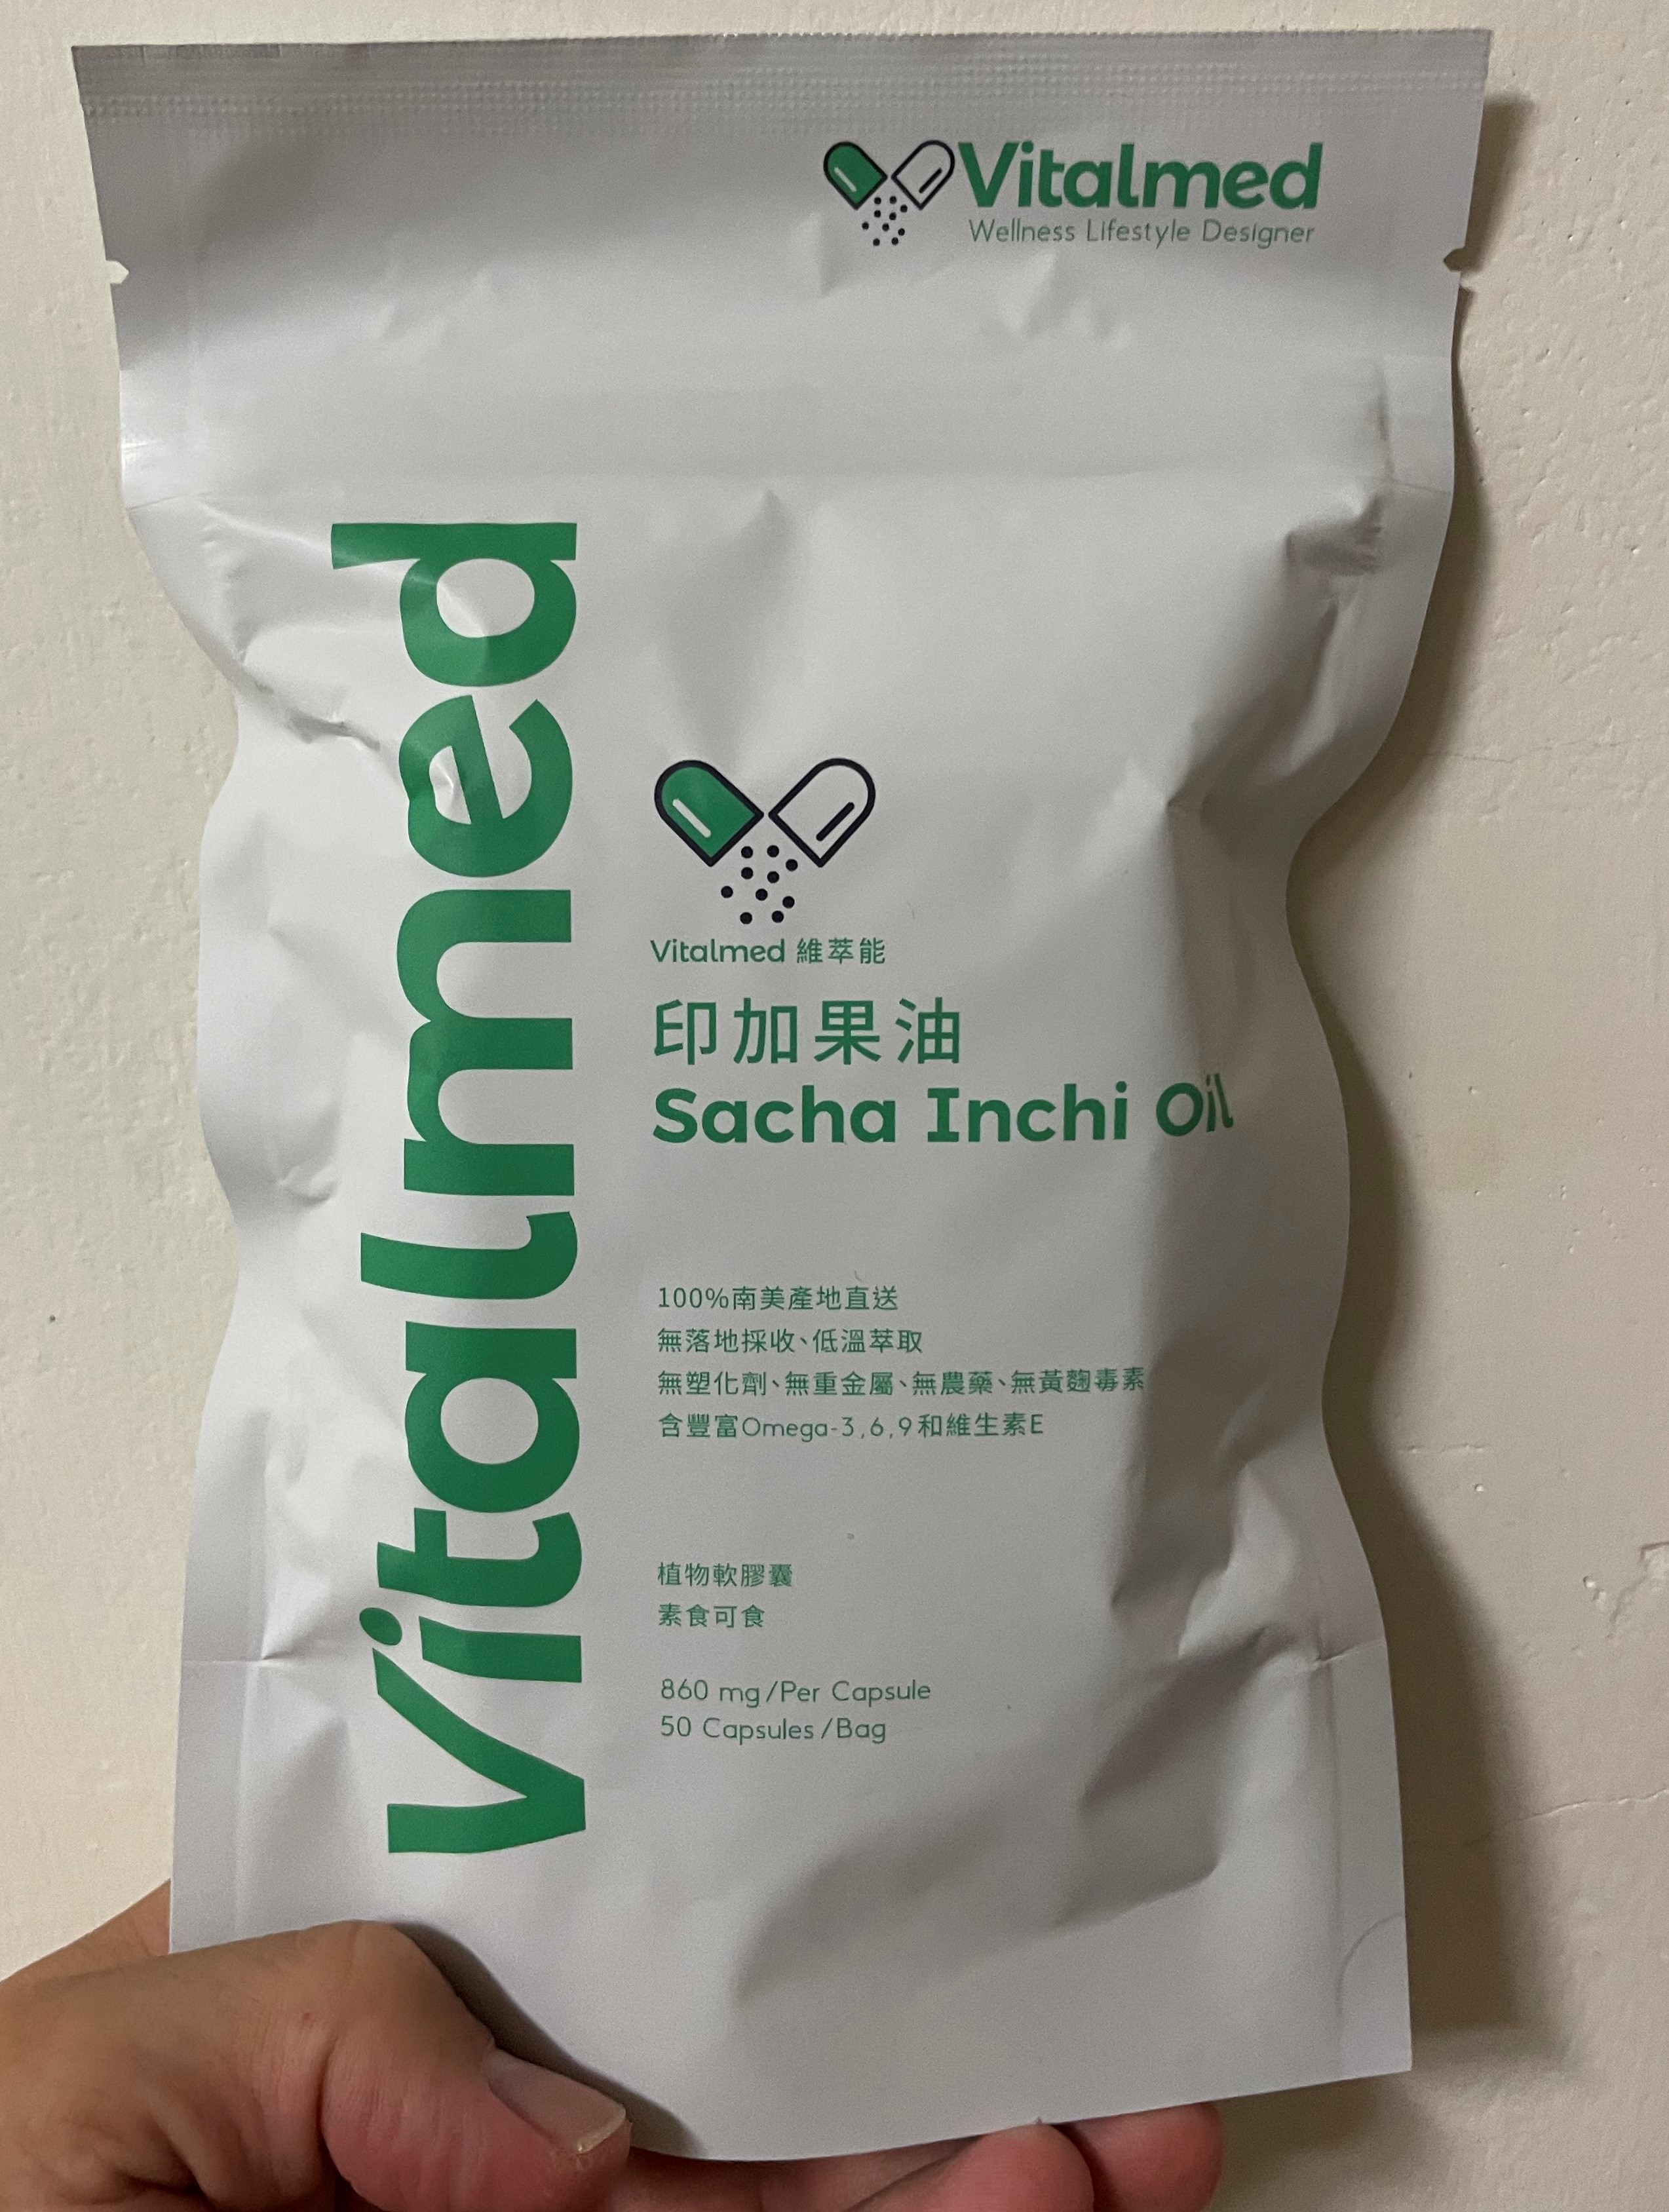 Vitalmed
Wellness Lifestyle Designer
Vitalmed
Vitalmed 維萃能
印加果油
Sacha Inchi Oil
100%南美產地直送
無落地採收、低溫萃取
無塑化劑、無重金屬、無農藥、無黃麴毒素
含豐富Omega-3,6,9和維生素E
植物軟膠囊
素食可食
860 mg/Per Capsule
50 Capsules/Bag